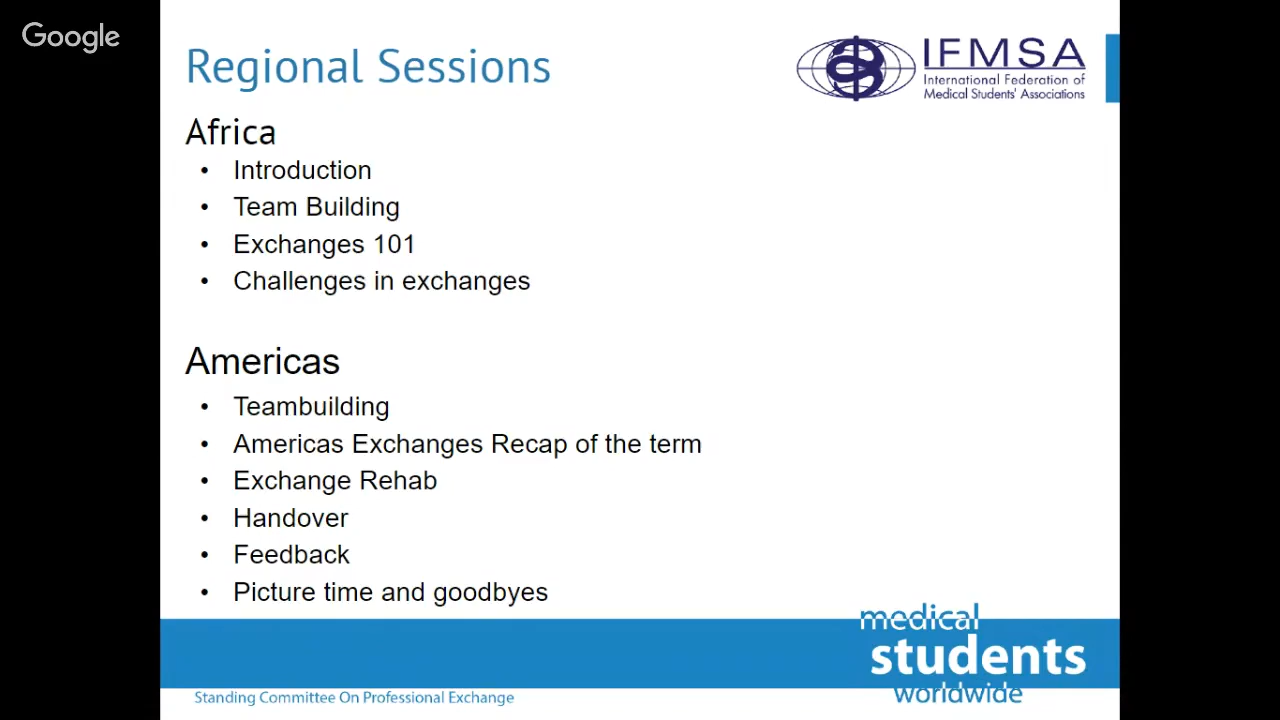 Google
Regional Sessions
IFMSA
International Federation of
Medical Students' Associations
Africa
• Introduction
• Team Building
• Exchanges 101
• Challenges in exchanges
Americas
• Teambuilding
• Americas Exchanges Recap of the term
• Exchange Rehab
• Handover
• Feedback
• Picture time and goodbyes
medical
students
worldwide
Standing Committee On Professional Exchange